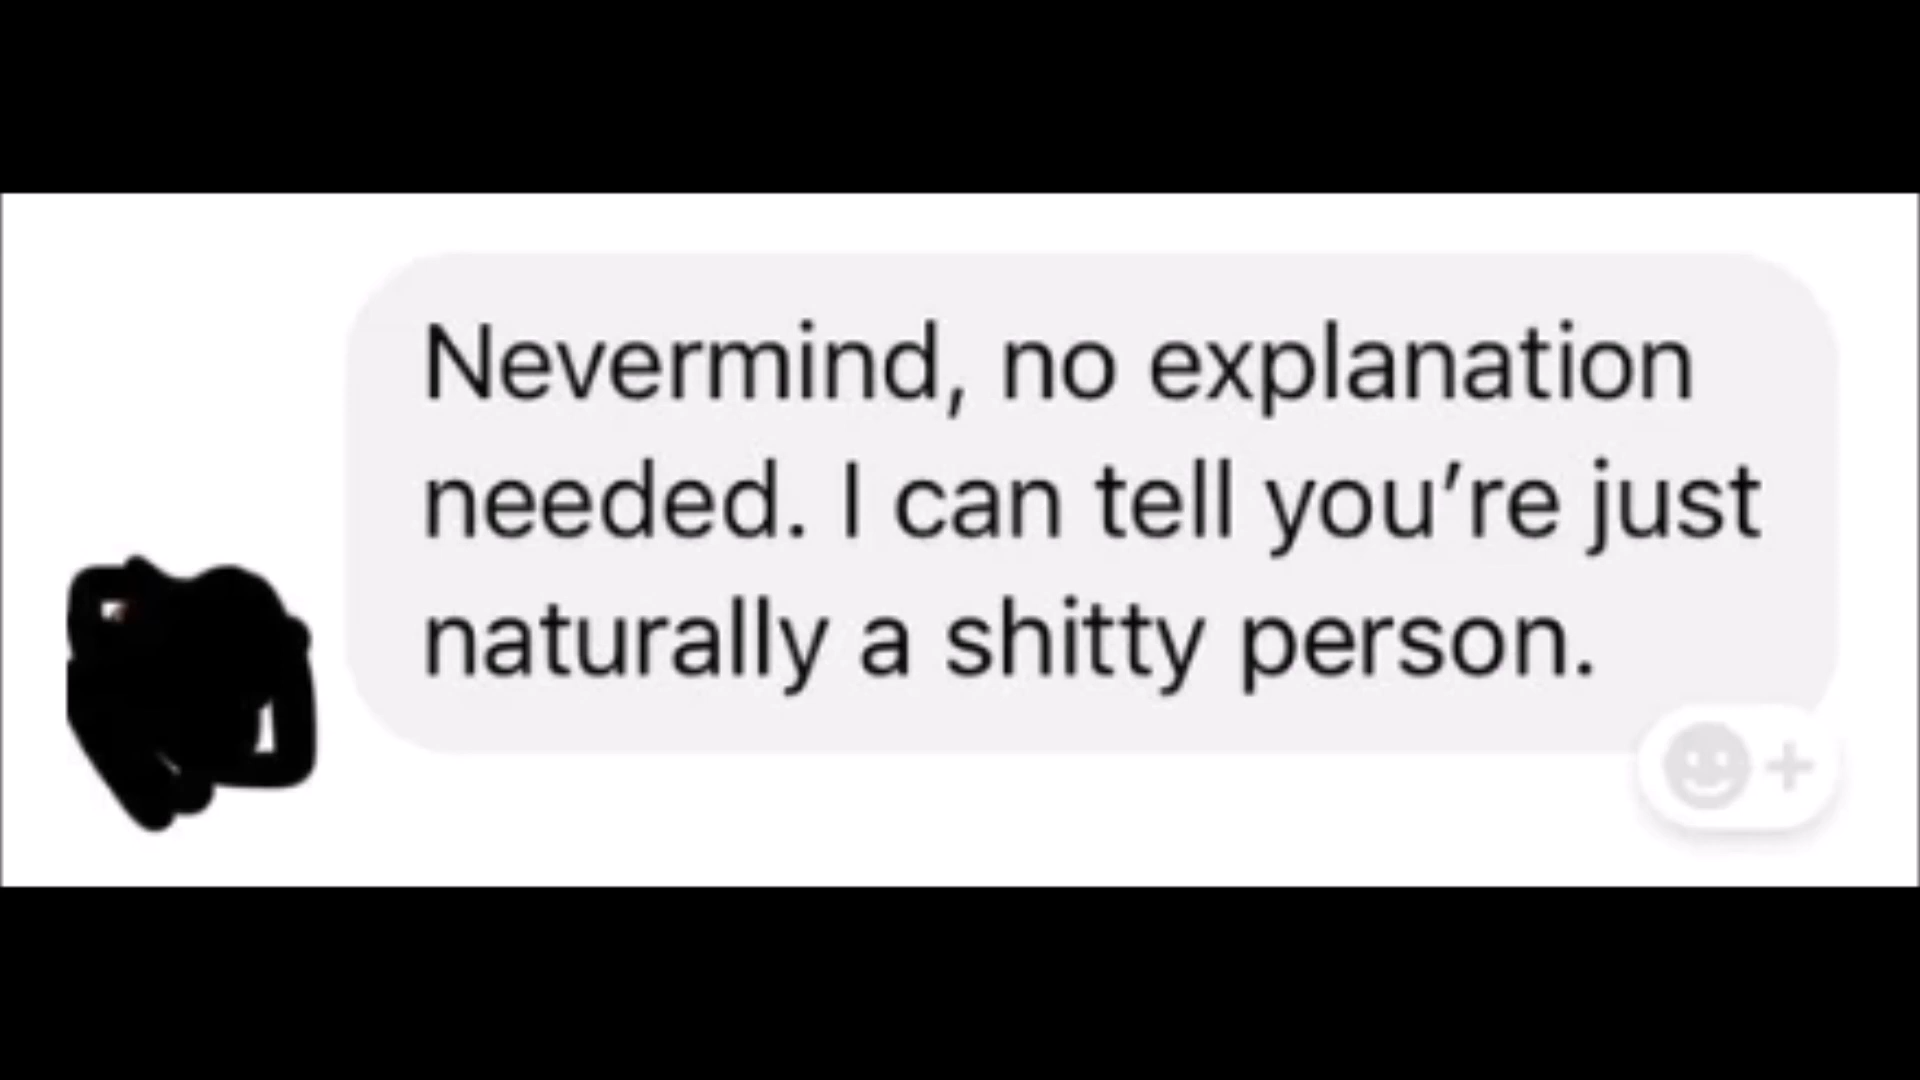 Nevermind, no explanation
needed. I can tell you’re just
naturally a shitty person.